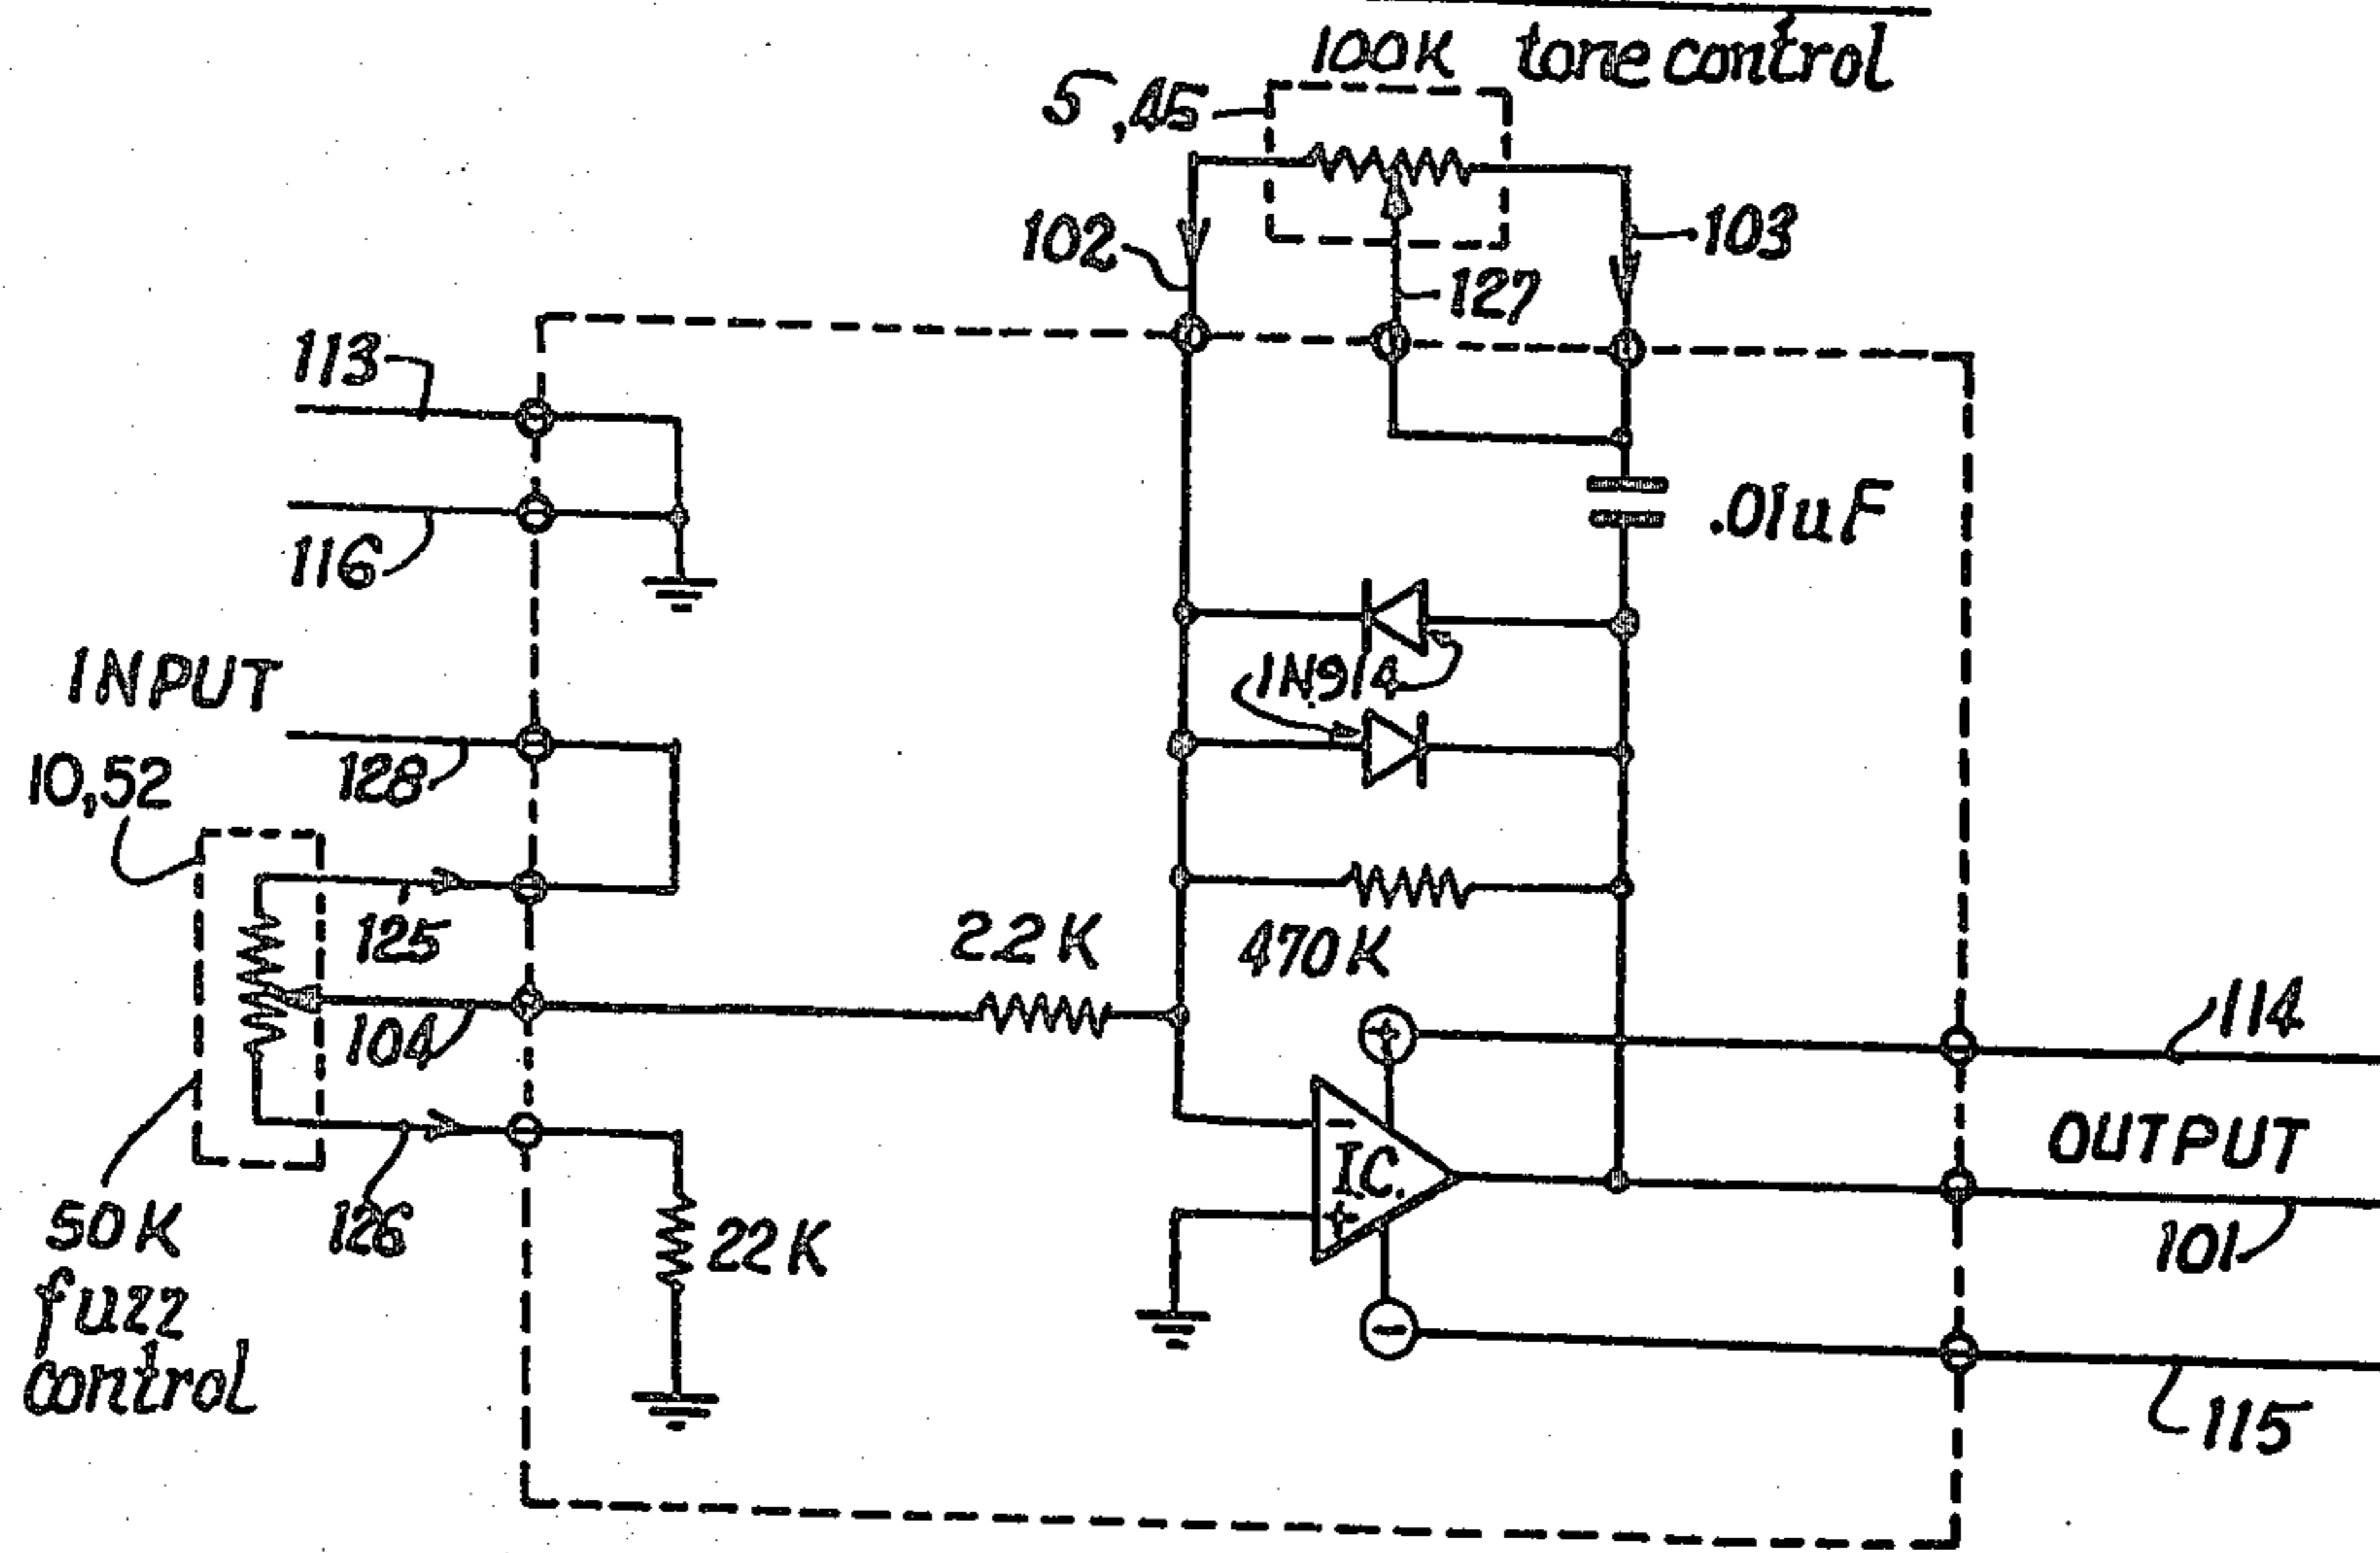 100K tone control
5,45
102
103
127
113
.01uF
116
INPUT
1N914
128
10,52
125
2.2K
470K
104
114
-
+
I.C.
+
OUTPUT
50K
126
22K
101
fuzz
control
-
115